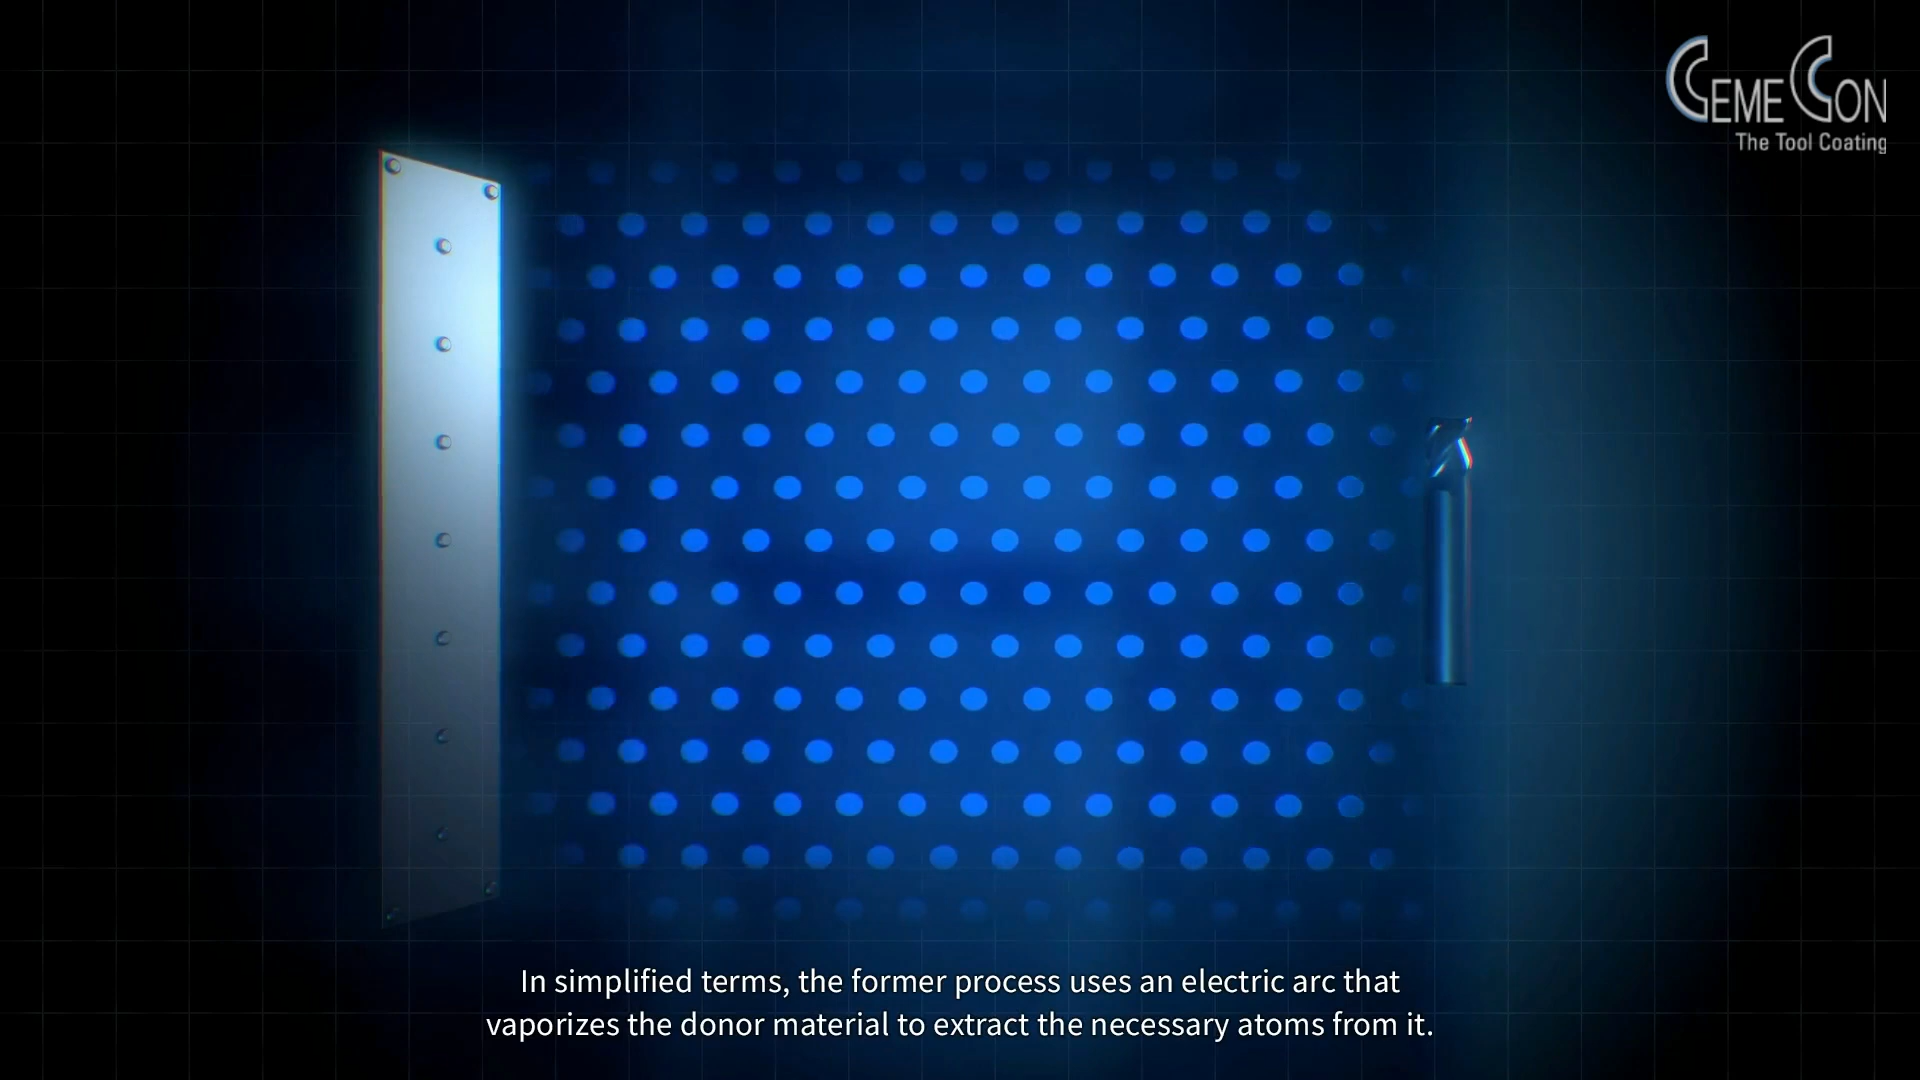 CEMECON
The Tool Coating
In simplified terms, the former process uses an electric arc that
vaporizes the donor material to extract the necessary atoms from it.